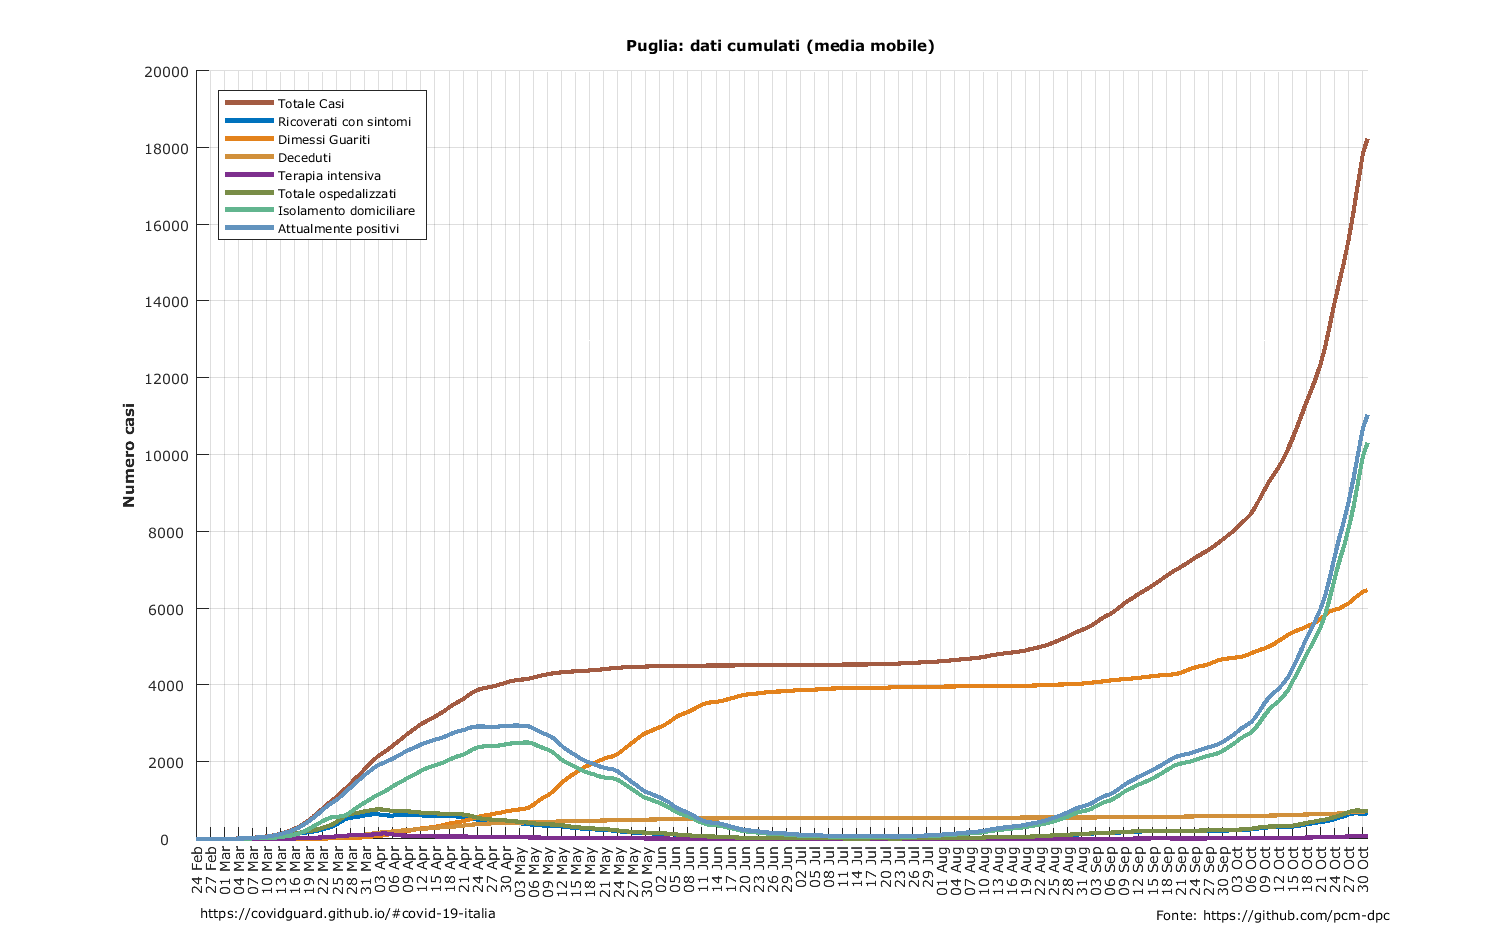 Puglia: dati cumulati (media mobile)
20000
18000
16000
14000
12000
10000
8000
6000
4000
2000
0
Numero casi
Totale Casi
Ricoverati con sintomi
Dimessi Guariti
Deceduti
Terapia intensiva
Totale ospedalizzati
Isolamento domiciliare
Attualmente positivi
24 Feb
27 Feb
01 Mar
04 Mar
07 Mar
10 Mar
13 Mar
16 Mar
19 Mar
22 Mar
25 Mar
28 Mar
31 Mar
03 Apr
06 Apr
09 Apr
12 Apr
15 Apr
18 Apr
21 Apr
24 Apr
27 Apr
30 Apr
03 May
06 May
09 May
12 May
15 May
18 May
21 May
24 May
27 May
30 May
02 Jun
05 Jun
08 Jun
11 Jun
14 Jun
17 Jun
20 Jun
23 Jun
26 Jun
29 Jun
02 Jul
05 Jul
08 Jul
11 Jul
14 Jul
17 Jul
20 Jul
23 Jul
26 Jul
29 Jul
01 Aug
04 Aug
07 Aug
10 Aug
13 Aug
16 Aug
19 Aug
22 Aug
25 Aug
28 Aug
31 Aug
03 Sep
06 Sep
09 Sep
12 Sep
15 Sep
18 Sep
21 Sep
24 Sep
27 Sep
30 Sep
03 Oct
06 Oct
09 Oct
12 Oct
15 Oct
18 Oct
21 Oct
24 Oct
27 Oct
30 Oct
https://covidguard.github.io/#covid-19-italia
Fonte: https://github.com/pcm-dpc